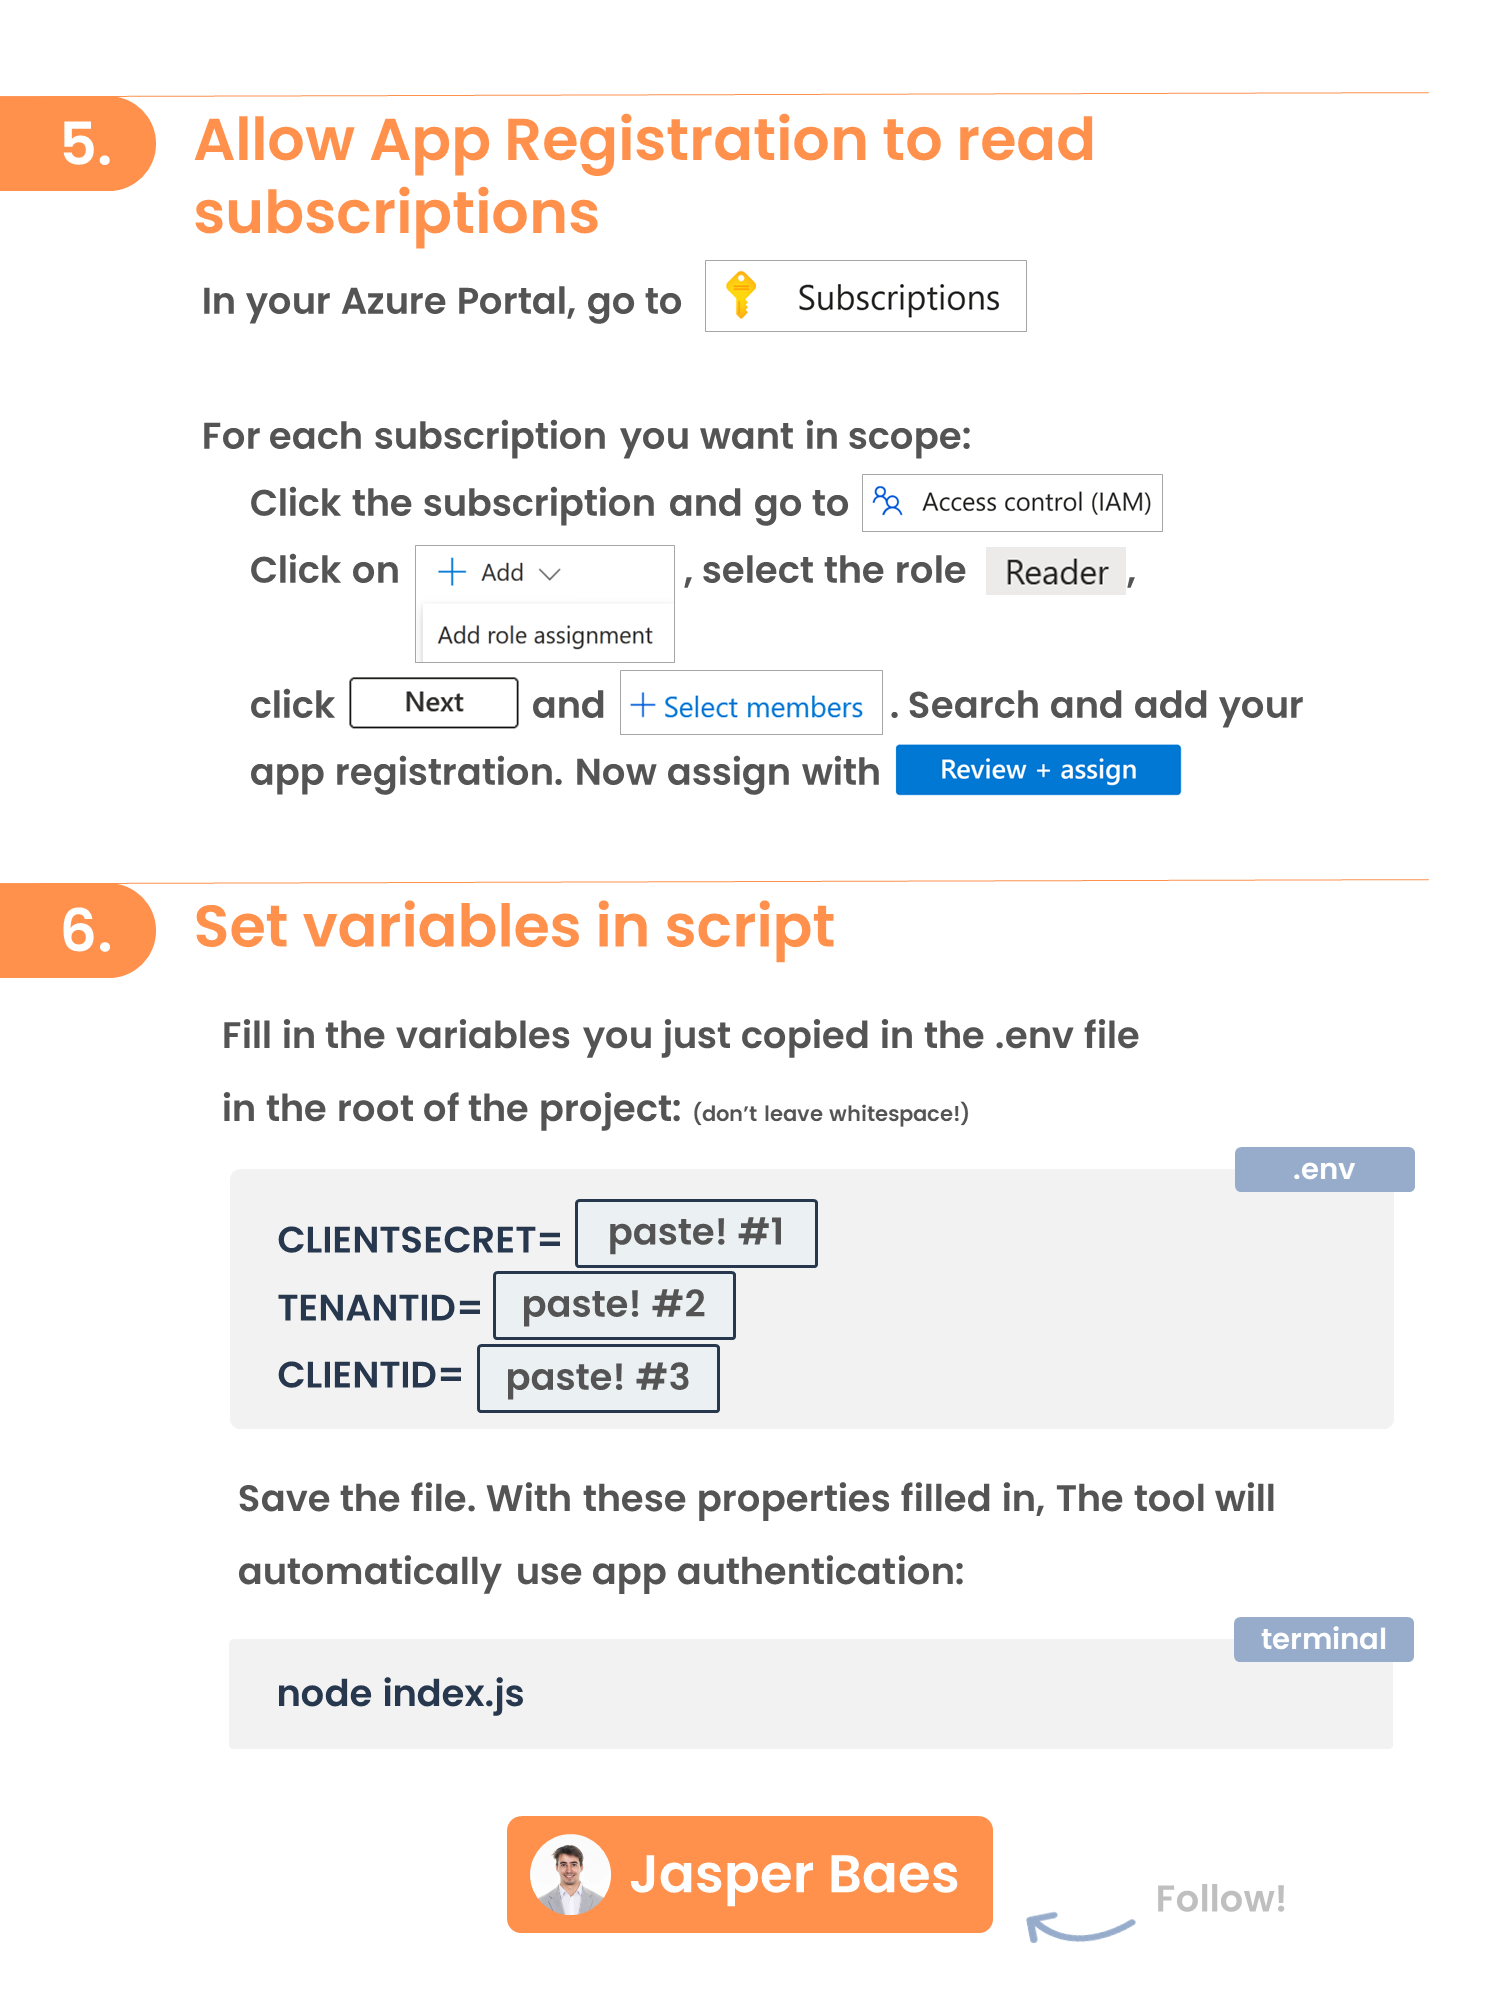 5.
Allow App Registration to read
subscriptions
In your Azure Portal, go to Subscriptions
For each subscription you want in scope:
Click the subscription and go to Access control (IAM)
Click on + Add , select the role Reader,
Add role assignment
click Next and + Select members . Search and add your
app registration. Now assign with Review + assign
6.
Set variables in script
Fill in the variables you just copied in the .env file
in the root of the project: (don't leave whitespace!)
.env
CLIENTSECRET= paste! #1
TENANTID= paste! #2
CLIENTID= paste! #3
Save the file. With these properties filled in, The tool will
automatically use app authentication:
terminal
node index.js
Jasper Baes
Follow!